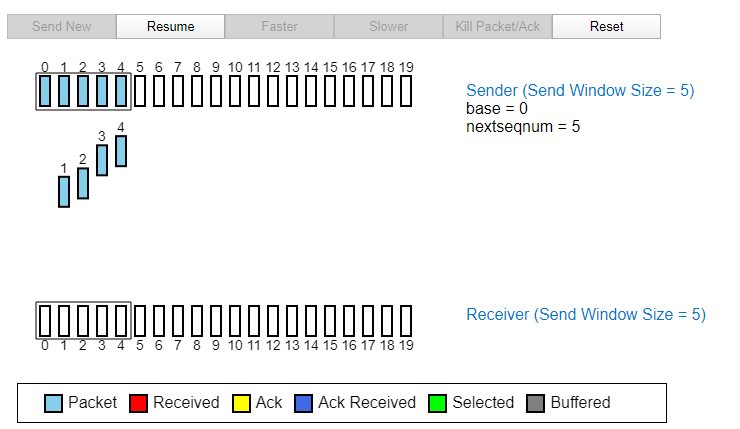 Send New Resume Faster Slower Kill Packet/Ack Reset
0 1 2 3 4 5 6 7 8 9 10 11 12 13 14 15 16 17 18 19
Sender (Send Window Size = 5)
base = 0
nextseqnum = 5
4
3
2
1
Receiver (Send Window Size = 5)
0 1 2 3 4 5 6 7 8 9 10 11 12 13 14 15 16 17 18 19
Packet Received Ack Ack Received Selected Buffered